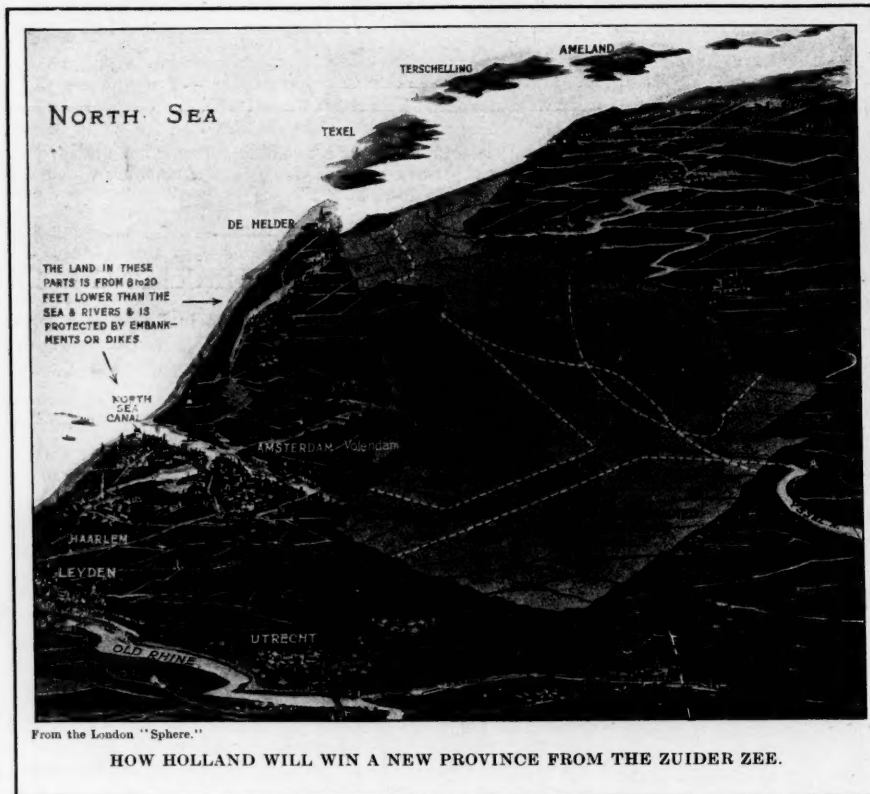 AMELAND
TERSCHELLING
NORTH SEA
TEXEL
DE HELDER
THE LAND IN THESE
PARTS IS FROM 8 TO 20
FEET LOWER THAN THE
SEA & RIVERS & IS
PROTECTED BY EMBANK-
MENTS OR DIKES
NORTH
SEA
CANAL
AMSTERDAM Volendam
HAARLEM
LEYDEN
UTRECHT
OLD RHINE
From the London "Sphere."
HOW HOLLAND WILL WIN A NEW PROVINCE FROM THE ZUIDER ZEE.